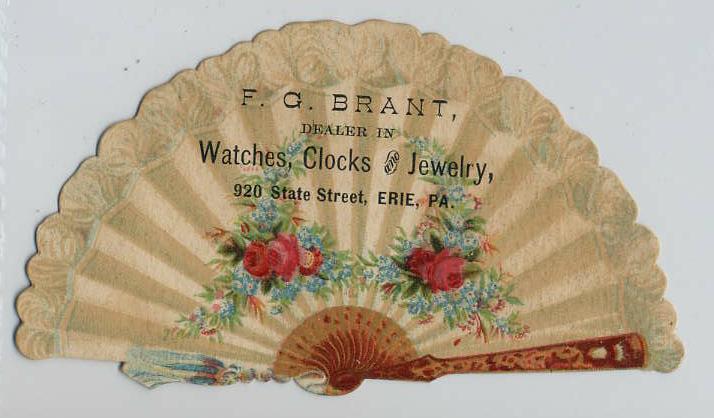 F. G. BRANT,
DEALER IN
Watches, Clocks AND Jewelry,
920 State Street, ERIE, PA.